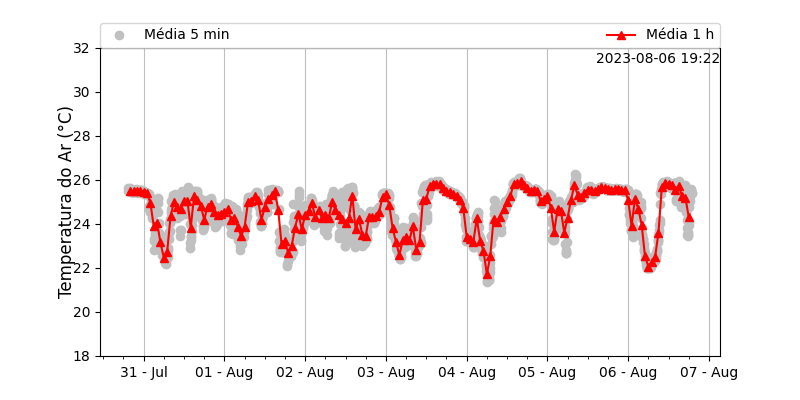 Média 5 min
Média 1 h
2023-08-06 19:22
Temperatura do Ar (°C)
32
30
28
26
24
22
20
18
31 - Jul
01 - Aug
02 - Aug
03 - Aug
04 - Aug
05 - Aug
06 - Aug
07 - Aug